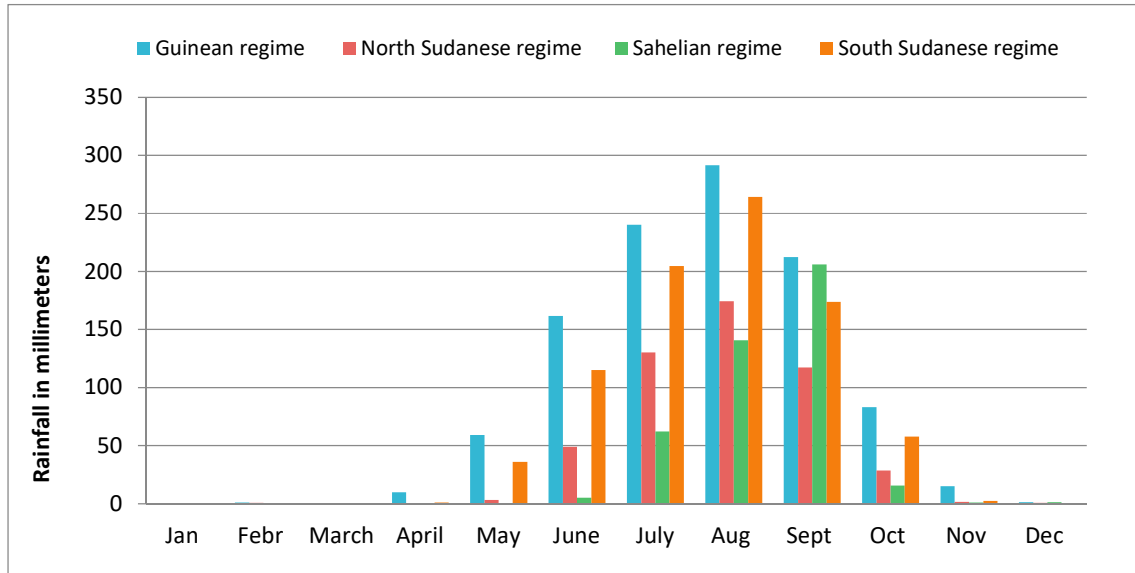 Guinean regime North Sudanese regime Sahelian regime South Sudanese regime
350
300
250
200
150
100
50
0
Rainfall in millimeters
Jan Febr March April May June July Aug Sept Oct Nov Dec